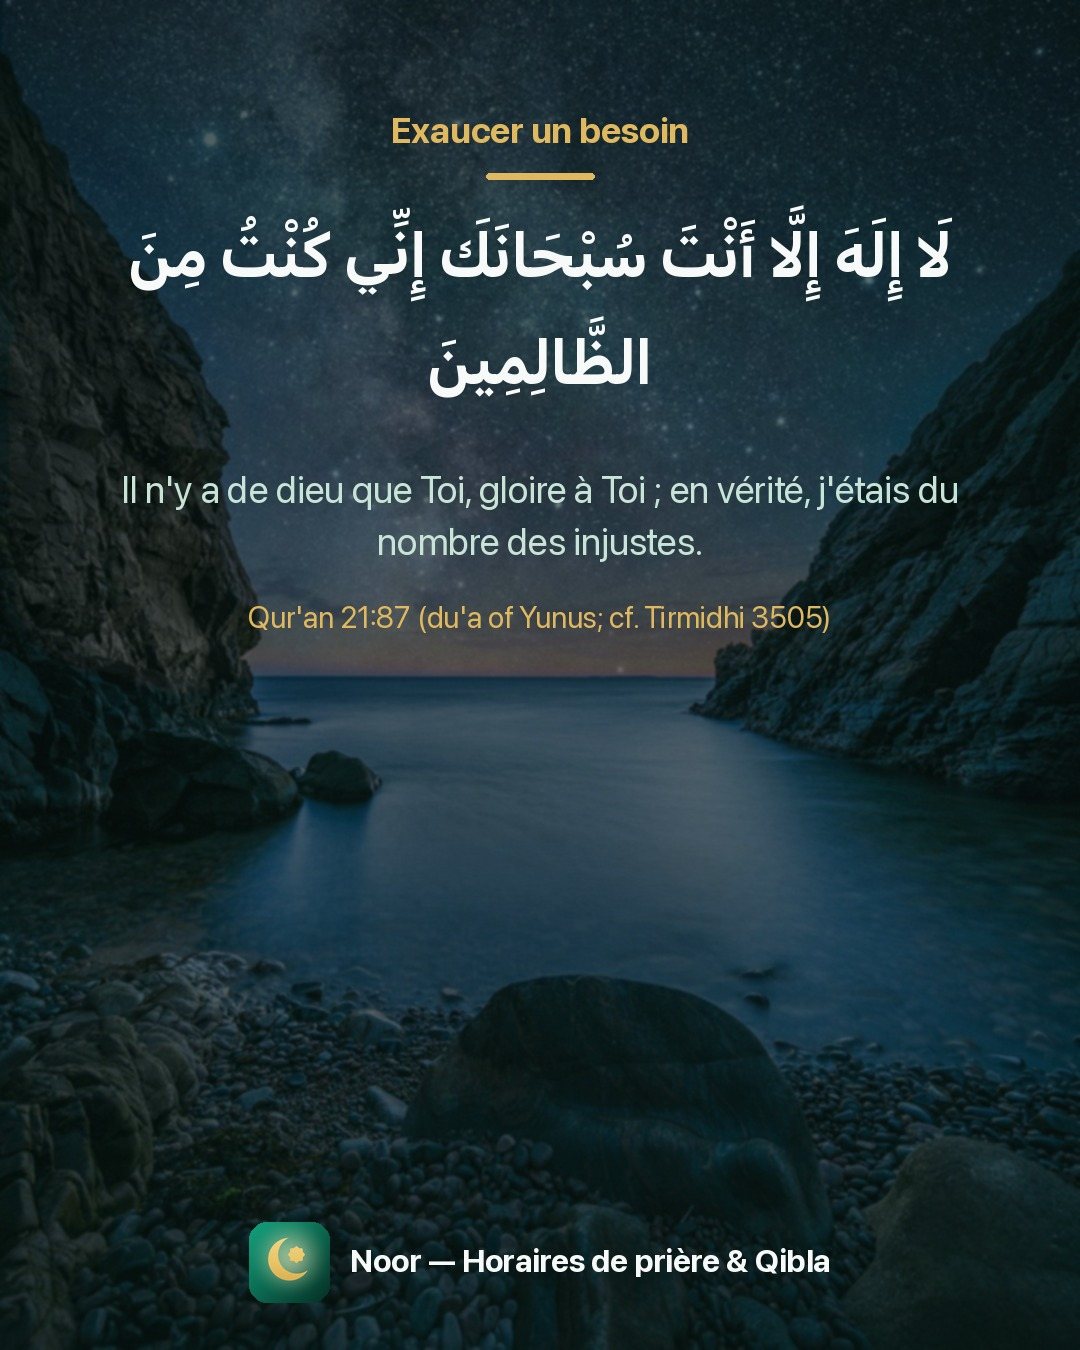 Exaucer un besoin
لَا إِلَهَ إِلَّا أَنْتَ سُبْحَانَكَ إِنِّي كُنْتُ مِنَ
الظَّالِمِينَ
Il n'y a de dieu que Toi, gloire à Toi ; en vérité, j'étais du
nombre des injustes.
Qur'an 21:87 (du'a of Yunus; cf. Tirmidhi 3505)
Noor — Horaires de prière & Qibla